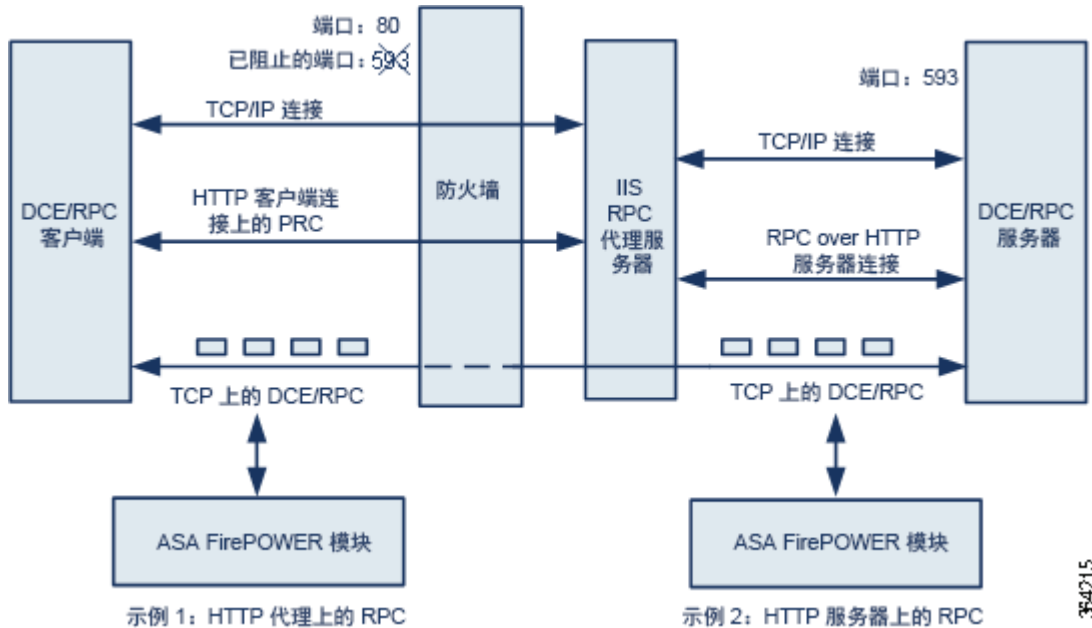 端口：80
已阻止的端口：593
端口：593
TCP/IP 连接
TCP/IP 连接
DCE/RPC
客户端
HTTP 客户端连
接上的 PRC
防火墙
IIS
RPC
代理服
务器
RPC over HTTP
服务器连接
DCE/RPC
服务器
TCP 上的 DCE/RPC
TCP 上的 DCE/RPC
ASA FirePOWER 模块
ASA FirePOWER 模块
示例 1：HTTP 代理上的 RPC
示例 2：HTTP 服务器上的 RPC
364215